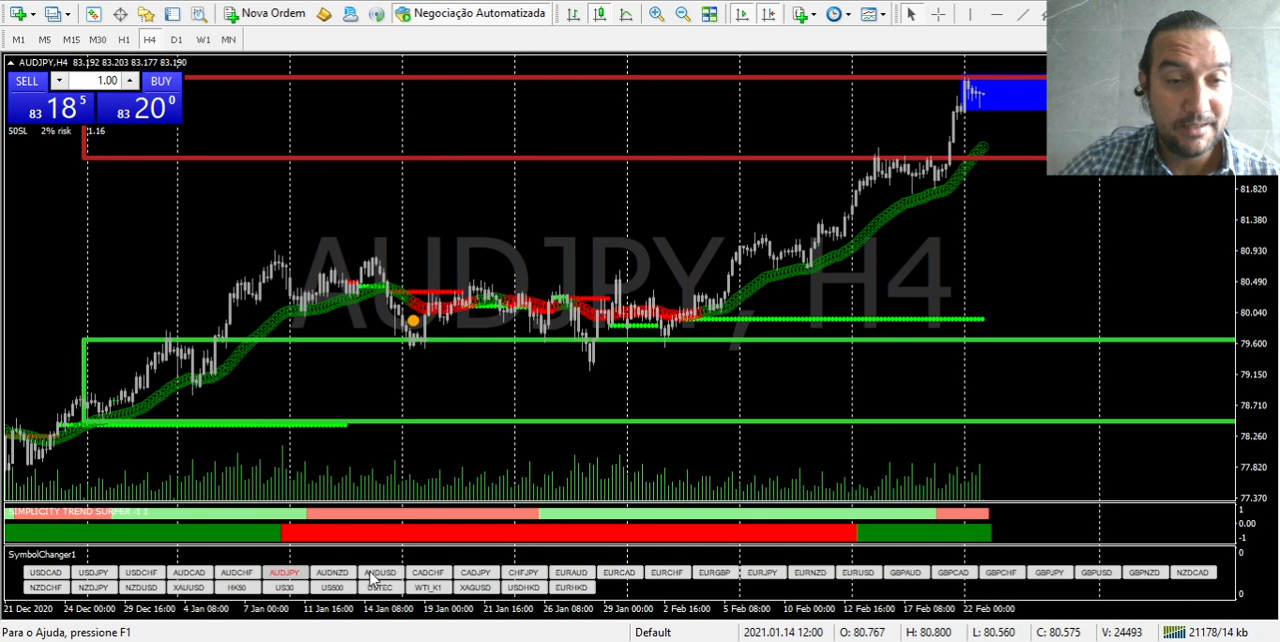 Nova Ordem Negociação Automatizada
M1 M5 M15 M30 H1 H4 D1 W1 MN
AUDJPY,H4 83.192 83.203 83.177 83.190
SELL 1.00 BUY
83 18 5 83 20 0
50SL 2% risk 1.16
AUDJPY, H4
81.820
81.380
80.930
80.490
80.040
79.600
79.150
78.710
78.260
77.820
77.370
SIMPLICITY TREND SURFER -1 1
1
0.00
-1
SymbolChanger1
0
USDCAD USDJPY USDCHF AUDCAD AUDCHF AUDJPY AUDNZD AUDUSD CADCHF CADJPY CHFJPY EURAUD EURCAD EURCHF EURGBP EURJPY EURNZD EURUSD GBPAUD GBPCAD GBPCHF GBPJPY GBPUSD GBPNZD NZDCAD
NZDCHF NZDJPY NZDUSD XAUUSD HK50 US30 US500 USTEC WTI_K1 XAGUSD USDHKD EURHKD
0
21 Dec 2020 24 Dec 00:00 29 Dec 16:00 4 Jan 08:00 7 Jan 00:00 11 Jan 16:00 14 Jan 08:00 19 Jan 00:00 21 Jan 16:00 26 Jan 08:00 29 Jan 00:00 2 Feb 16:00 5 Feb 08:00 10 Feb 00:00 12 Feb 16:00 17 Feb 08:00 22 Feb 00:00
Para o Ajuda, pressione F1 Default 2021.01.14 12:00 O: 80.767 H: 80.800 L: 80.560 C: 80.575 V: 24493 21178/14 kb